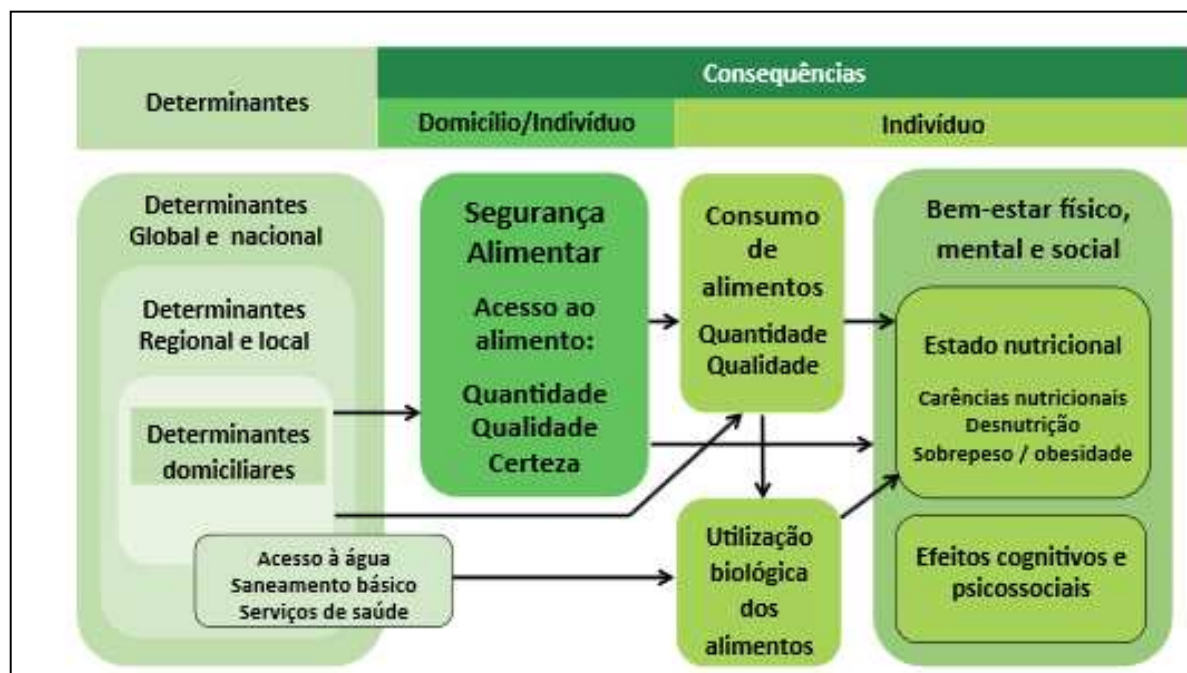 Determinantes
Consequências
Domicílio/Indivíduo
Indivíduo
Determinantes
Global e nacional
Determinantes
Regional e local
Determinantes
domiciliares
Acesso à água
Saneamento básico
Serviços de saúde
Segurança
Alimentar
Acesso ao
alimento:
Quantidade
Qualidade
Certeza
Consumo
de
alimentos
Quantidade
Qualidade
Utilização
biológica
dos
alimentos
Bem-estar físico,
mental e social
Estado nutricional
Carências nutricionais
Desnutrição
Sobrepeso / obesidade
Efeitos cognitivos e
psicossociais